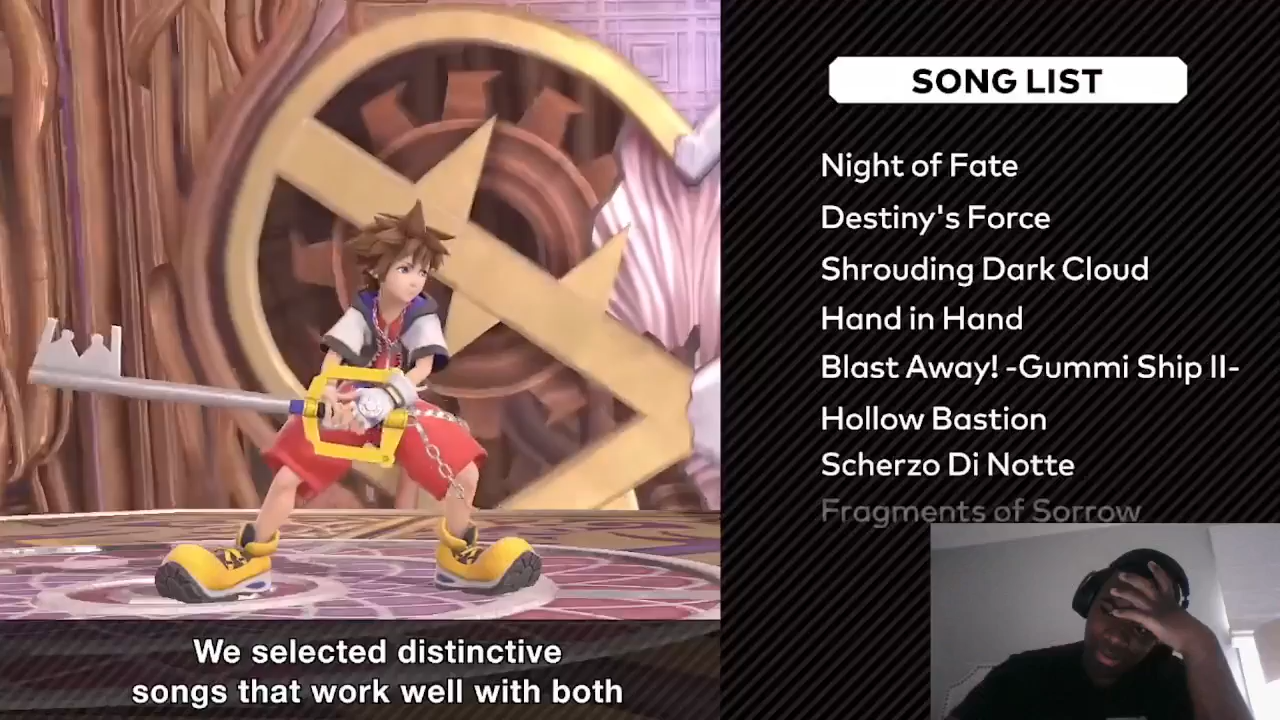 SONG LIST
Night of Fate
Destiny's Force
Shrouding Dark Cloud
Hand in Hand
Blast Away! -Gummi Ship II-
Hollow Bastion
Scherzo Di Notte
Fragments of Sorrow
We selected distinctive
songs that work well with both